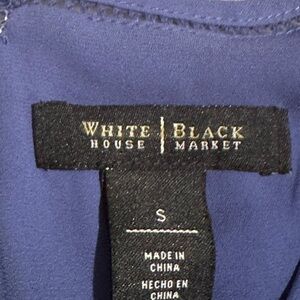 WHITE | BLACK
HOUSE | MARKET
S
MADE IN
CHINA
HECHO EN
CHINA